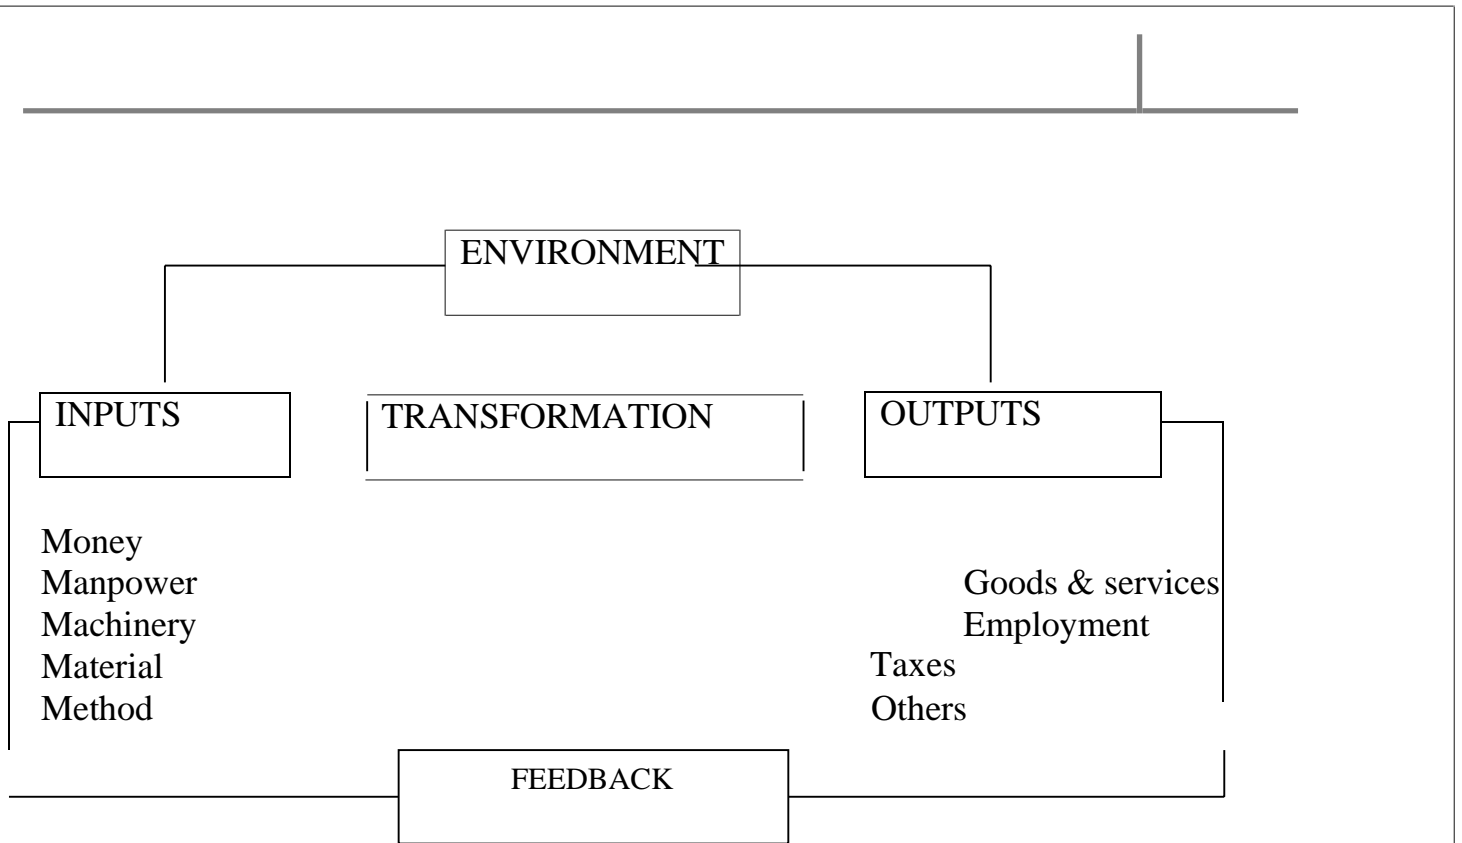 ENVIRONMENT
INPUTS
TRANSFORMATION
OUTPUTS
Money
Manpower
Machinery
Material
Method
Goods & services
Employment
Taxes
Others
FEEDBACK